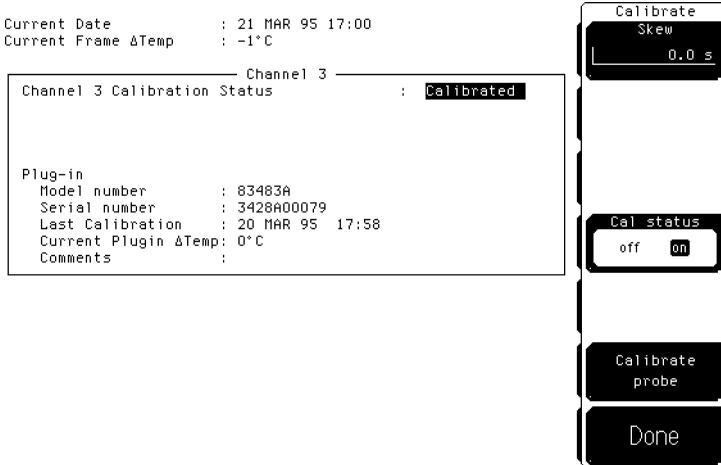 Current Date : 21 MAR 95 17:00
Current Frame ΔTemp : -1°C
Channel 3
Channel 3 Calibration Status : Calibrated
Plug-in
Model number : 83483A
Serial number : 3428A00079
Last Calibration : 20 MAR 95 17:58
Current Plugin ΔTemp: 0°C
Comments :
Calibrate
Skew
0.0 s
Cal status
off on
Calibrate
probe
Done